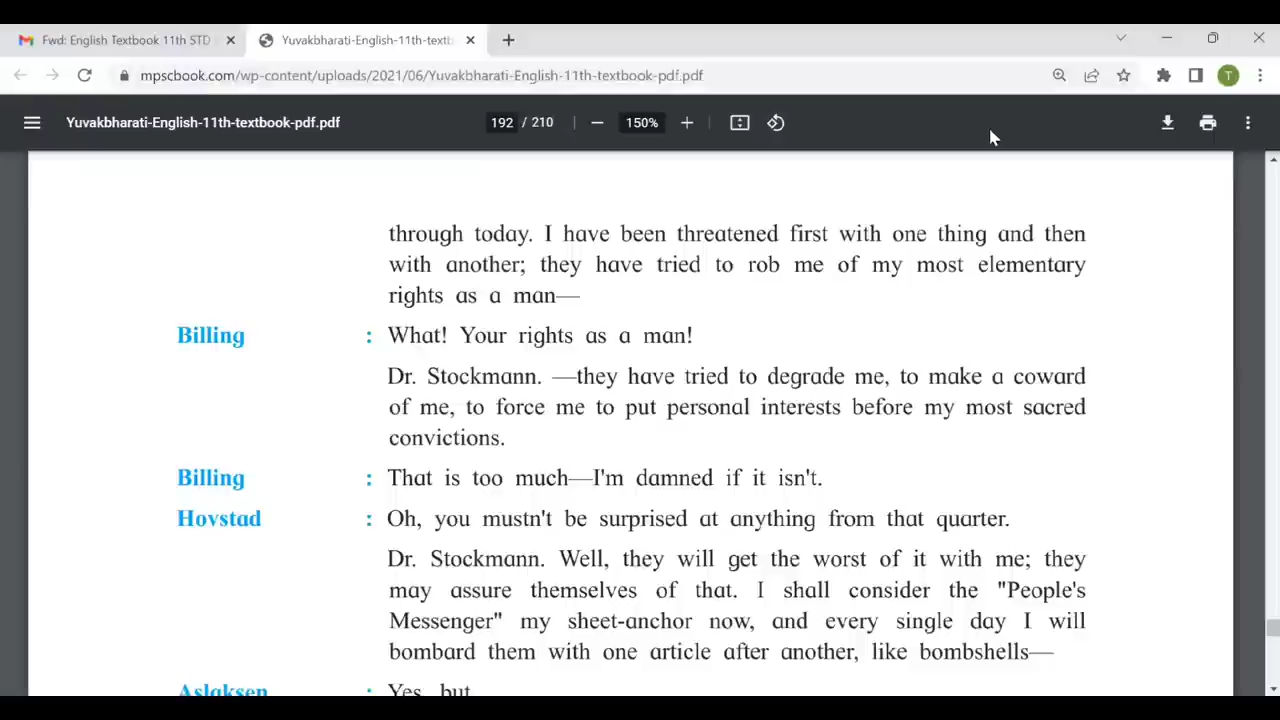 Fwd: English Textbook 11th STD
Yuvakbharati-English-11th-textb
mpscbook.com/wp-content/uploads/2021/06/Yuvakbharati-English-11th-textbook-pdf.pdf
T
Yuvakbharati-English-11th-textbook-pdf.pdf
192 / 210
150%
through today. I have been threatened first with one thing and then
with another; they have tried to rob me of my most elementary
rights as a man—
Billing : What! Your rights as a man!
Dr. Stockmann. —they have tried to degrade me, to make a coward
of me, to force me to put personal interests before my most sacred
convictions.
Billing : That is too much—I'm damned if it isn't.
Hovstad : Oh, you mustn't be surprised at anything from that quarter.
Dr. Stockmann. Well, they will get the worst of it with me; they
may assure themselves of that. I shall consider the "People's
Messenger" my sheet-anchor now, and every single day I will
bombard them with one article after another, like bombshells—
Aslaksen : Yes, but